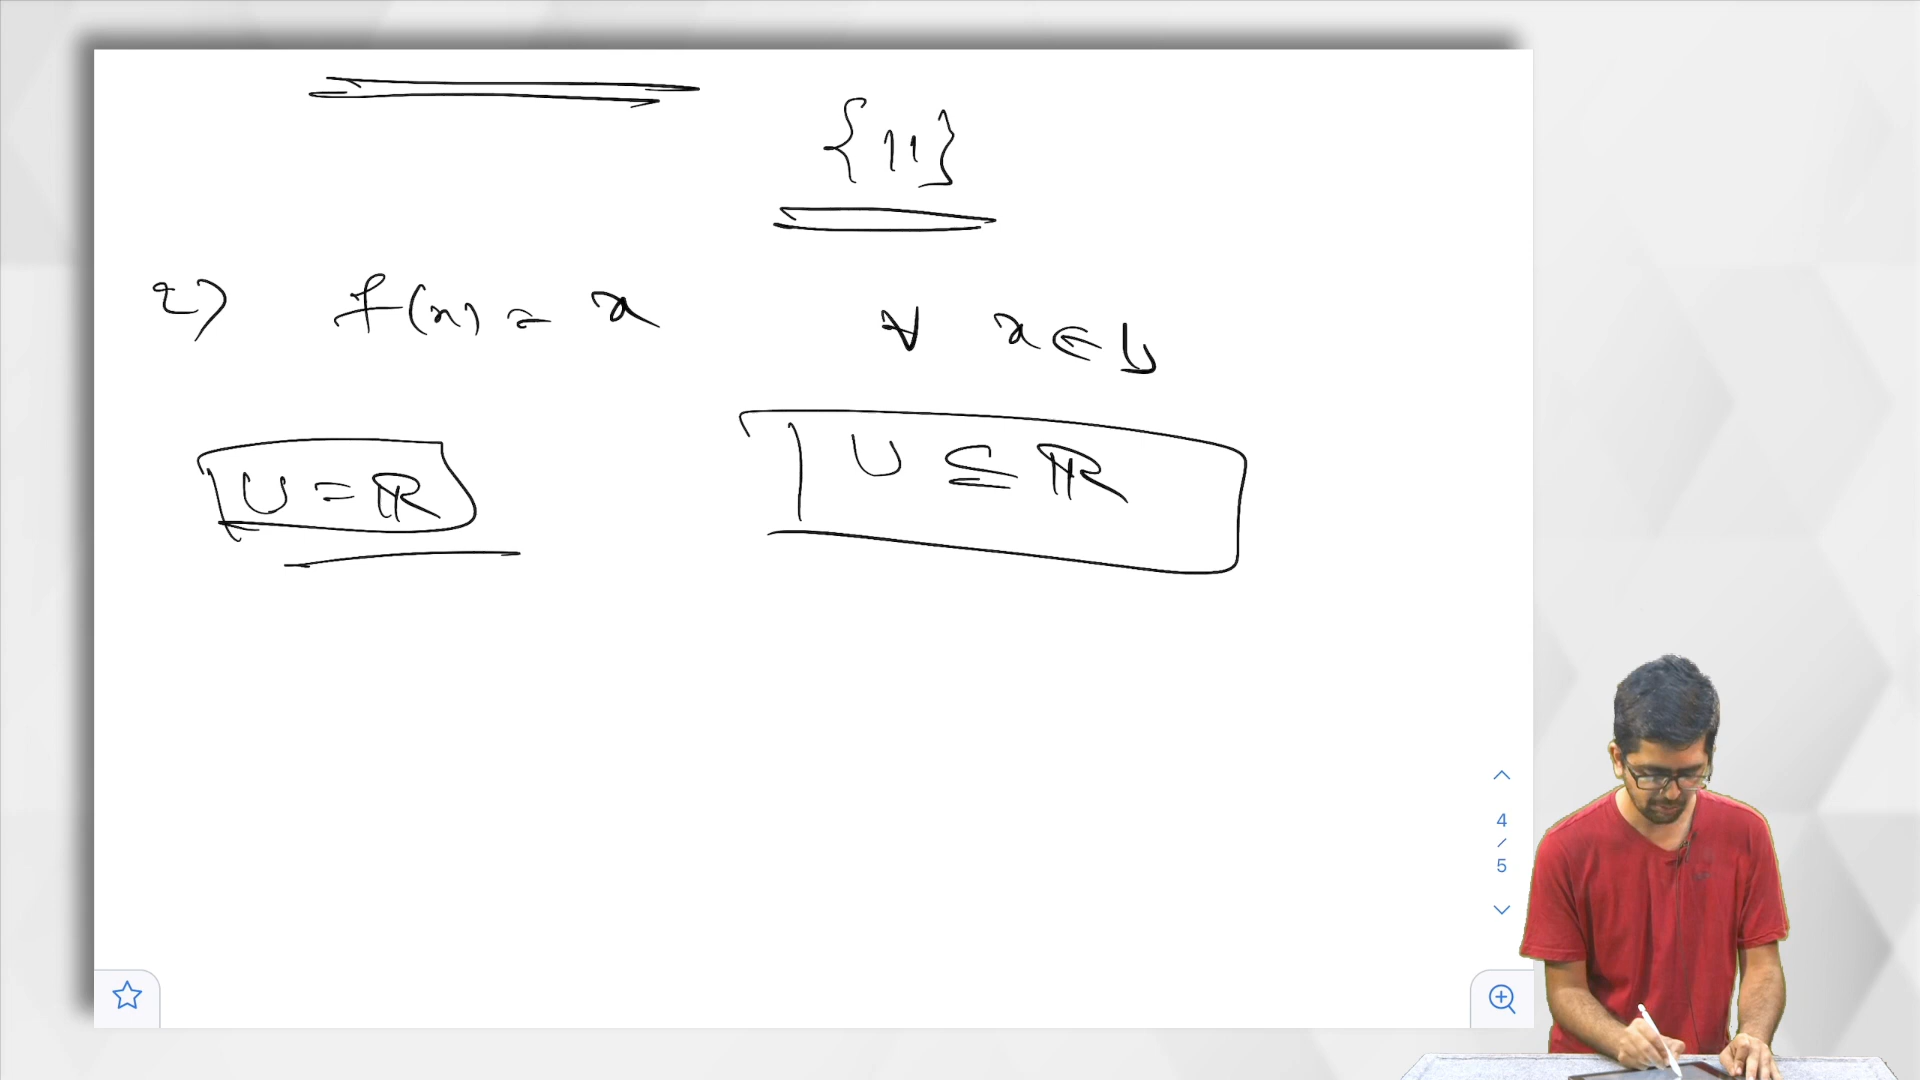 {11}
2) f(x) = x ∀ x ∈ U
U = ℝ U ⊆ ℝ
4
/
5